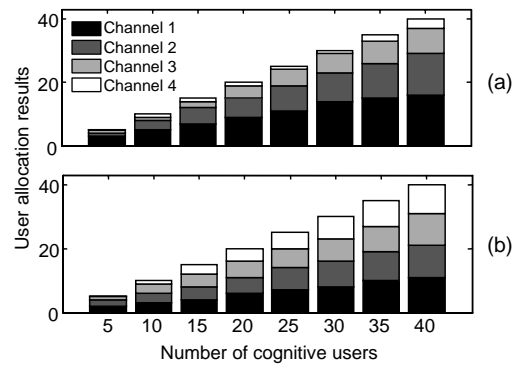 40
20
0
Channel 1
Channel 2
Channel 3
Channel 4
(a)
User allocation results
40
20
0
(b)
5 10 15 20 25 30 35 40
Number of cognitive users